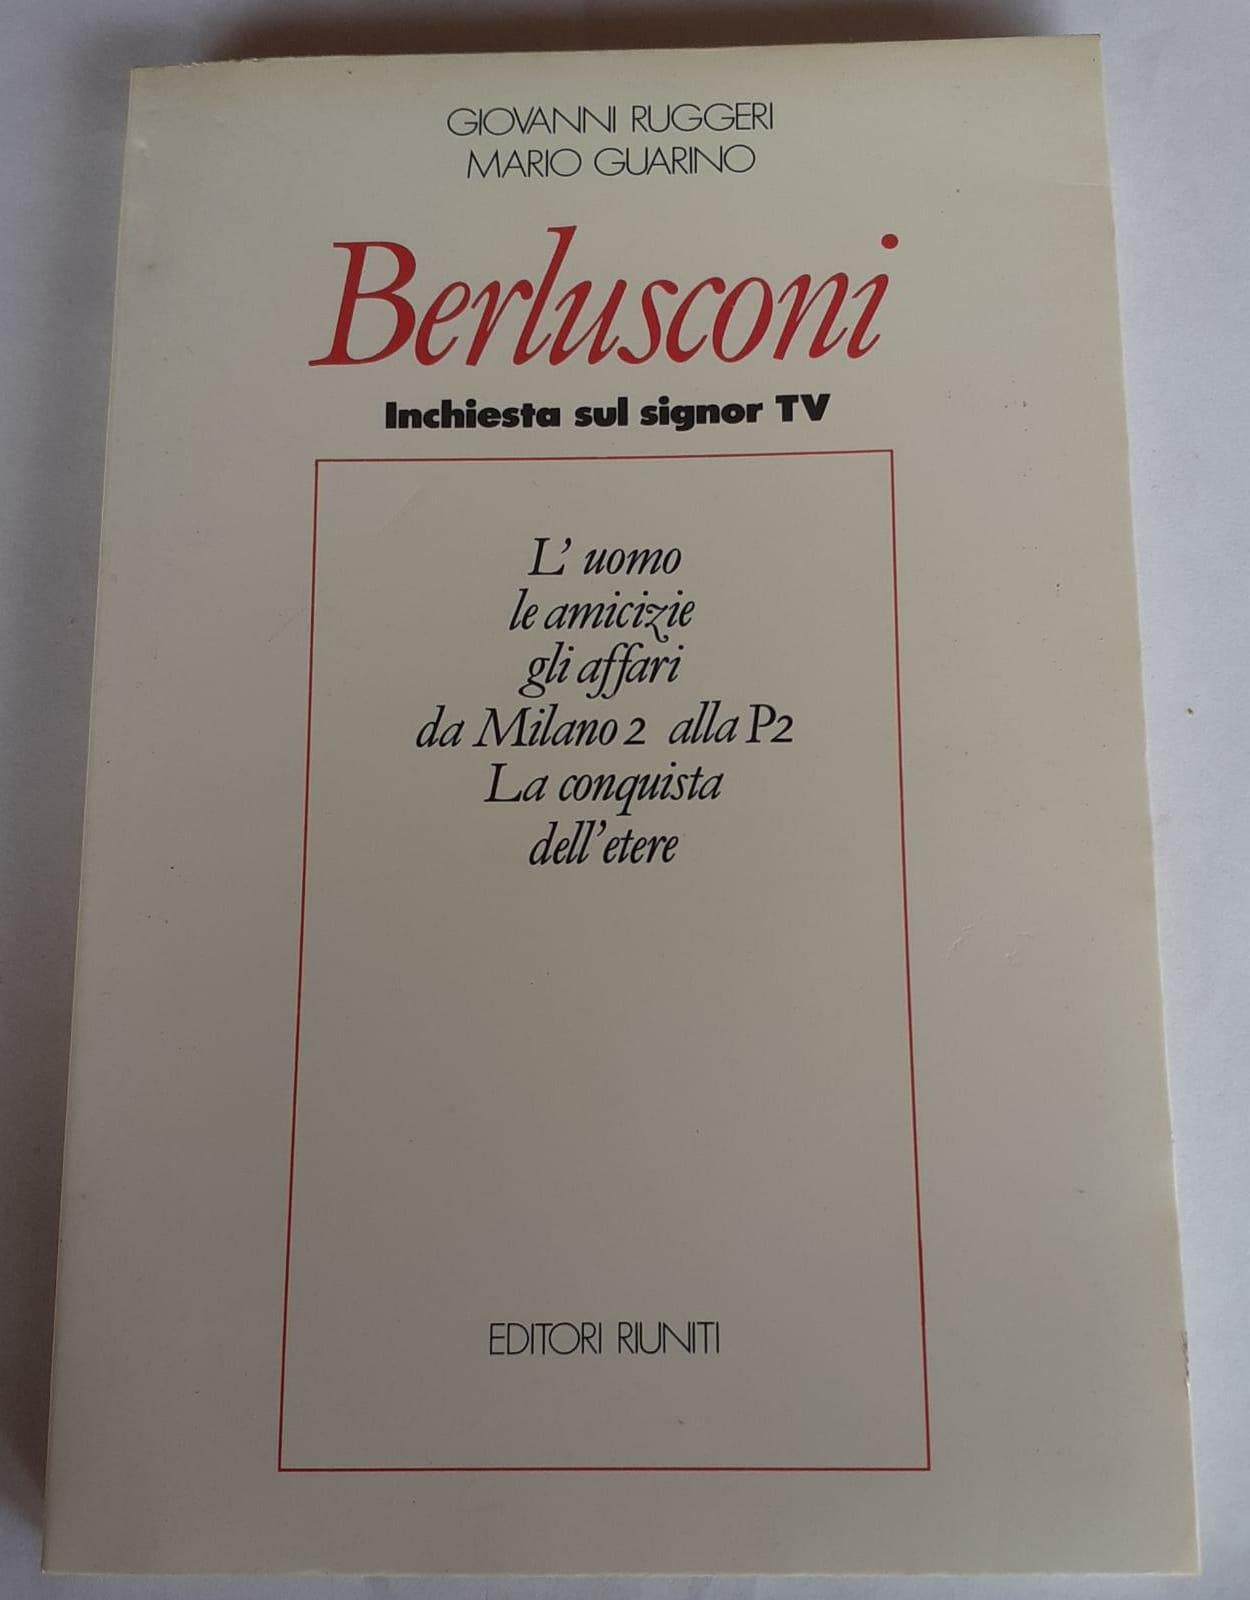 GIOVANNI RUGGERI
MARIO GUARINO
Berlusconi
Inchiesta sul signor TV
L' uomo
le amicizie
gli affari
da Milano 2 alla P2
La conquista
dell'etere
EDITORI RIUNITI